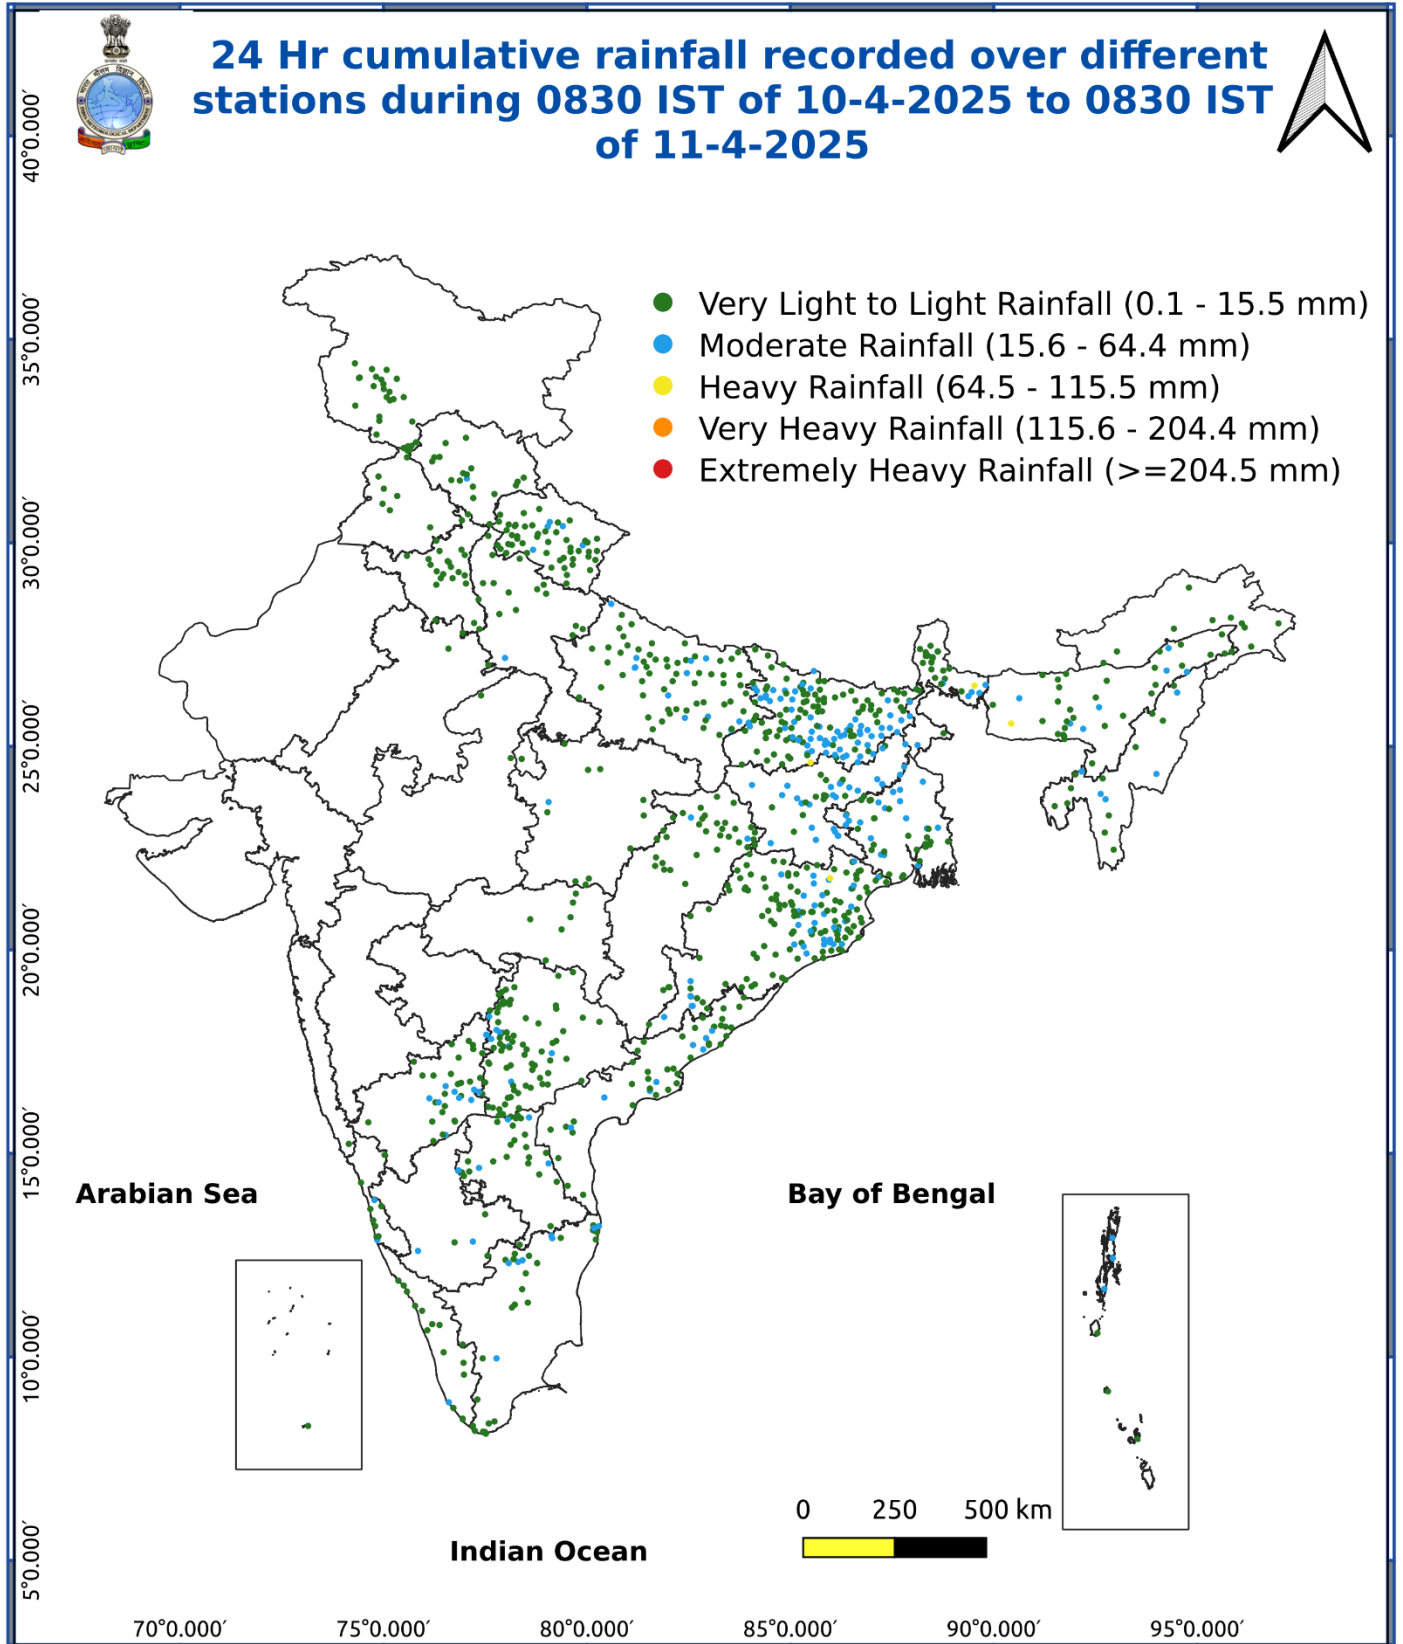 24 Hr cumulative rainfall recorded over different
stations during 0830 IST of 10-4-2025 to 0830 IST
of 11-4-2025
Very Light to Light Rainfall (0.1 - 15.5 mm)
Moderate Rainfall (15.6 - 64.4 mm)
Heavy Rainfall (64.5 - 115.5 mm)
Very Heavy Rainfall (115.6 - 204.4 mm)
Extremely Heavy Rainfall (>=204.5 mm)
40°0.000′
35°0.000′
30°0.000′
25°0.000′
20°0.000′
15°0.000′
10°0.000′
5°0.000′
Arabian Sea
Bay of Bengal
Indian Ocean
0 250 500 km
70°0.000′ 75°0.000′ 80°0.000′ 85°0.000′ 90°0.000′ 95°0.000′